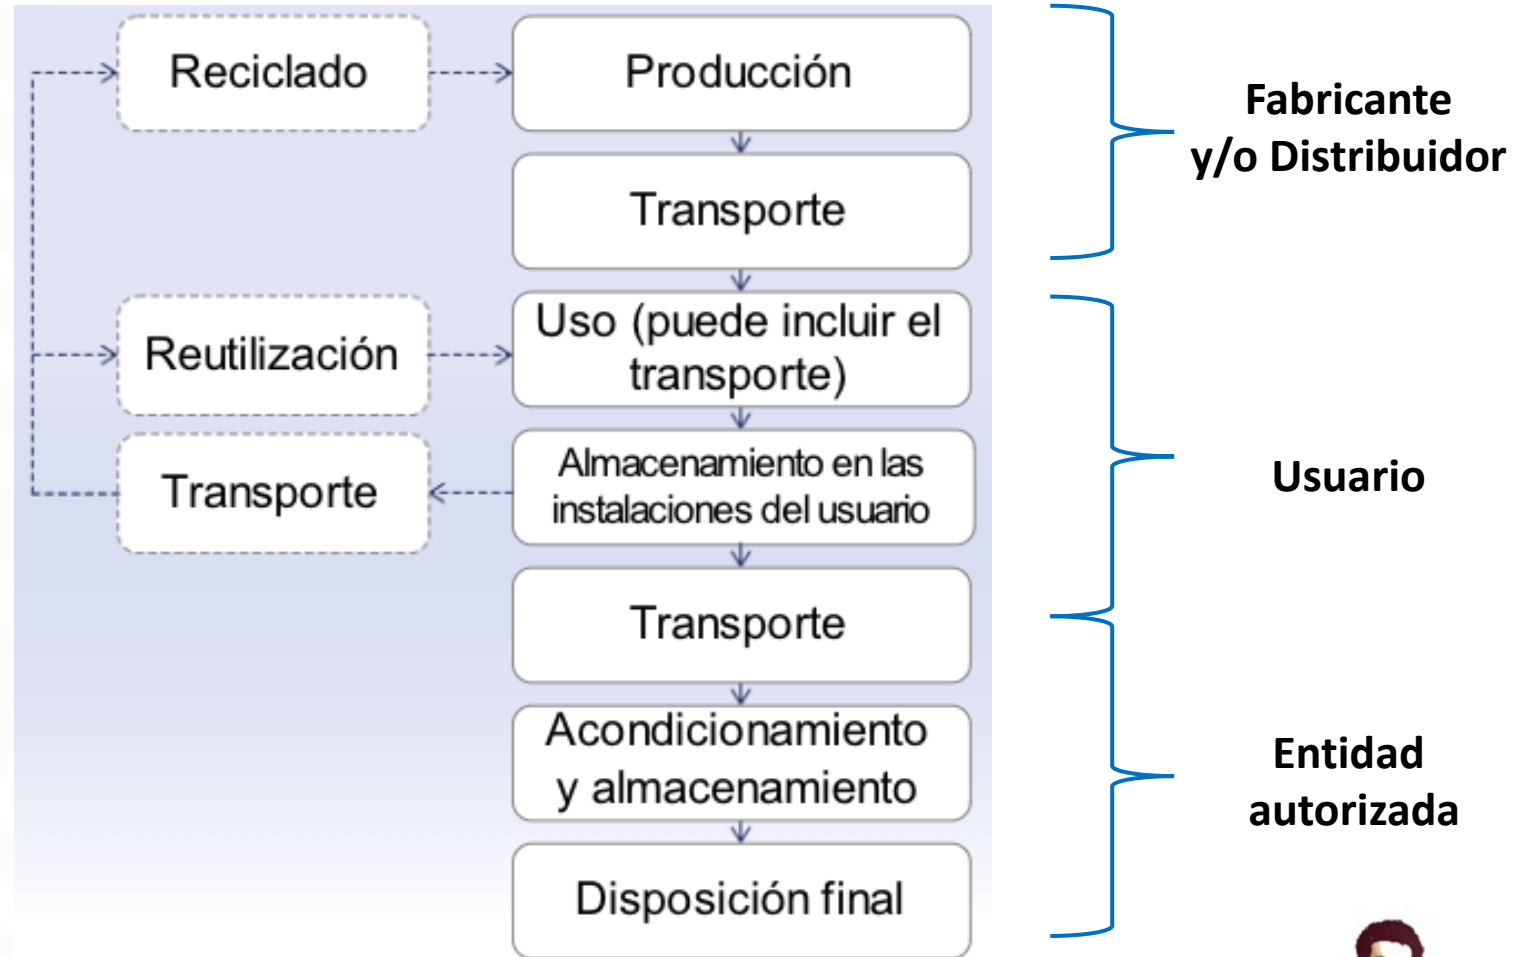 Reciclado
Producción
Fabricante
y/o Distribuidor
Transporte
Reutilización
Uso (puede incluir el
transporte)
Transporte
Almacenamiento en las
instalaciones del usuario
Usuario
Transporte
Acondicionamiento
y almacenamiento
Entidad
autorizada
Disposición final